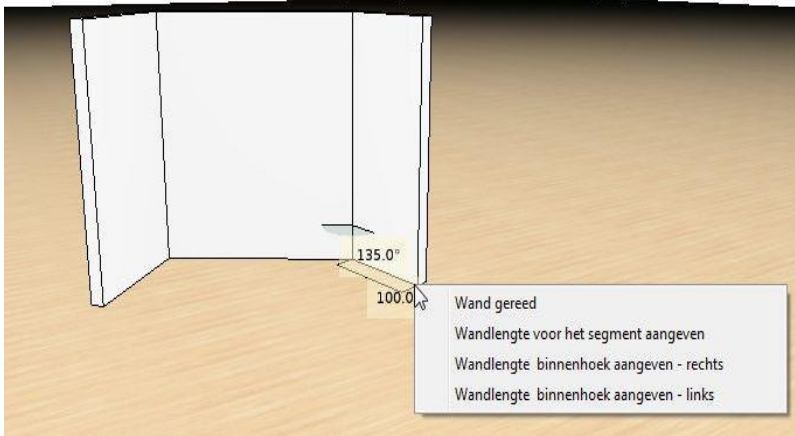 135.0°
100.0
Wand gereed
Wandlengte voor het segment aangeven
Wandlengte  binnenhoek aangeven - rechts
Wandlengte  binnenhoek aangeven - links